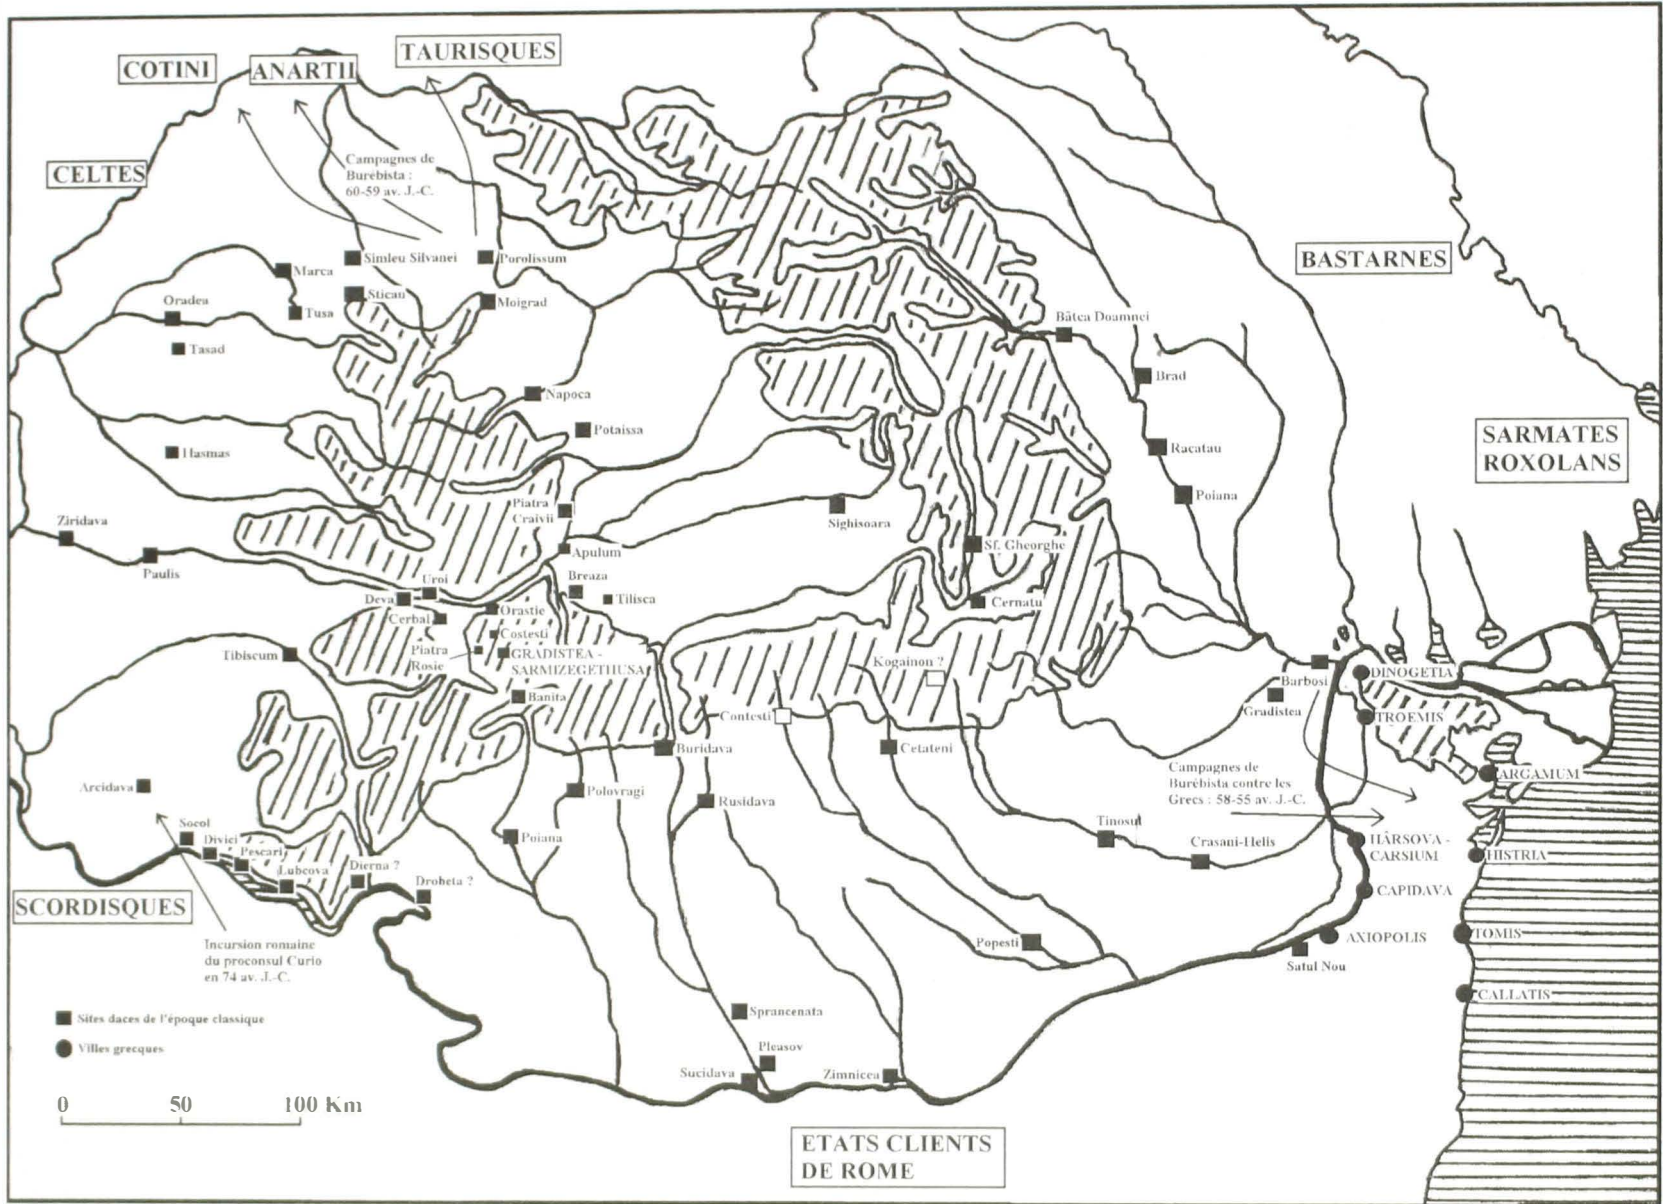 TAURISQUES
COTINI
ANARTII
CELTES
Campagnes de
Burébista :
60-59 av. J.-C.
BASTARNES
Simleu Silvanei
Porolissum
Marca
Sticau
Moigrad
Oradea
Tusa
Tasad
Bâtca Doamnei
Brad
Napoca
Potaissa
SARMATES
ROXOLANS
Hasmas
Racatau
Poiana
Piatra
Craivii
Sighisoara
Ziridava
Paulis
Apulum
Sf. Gheorghe
Uroi
Breaza
Deva
Tilisca
Orastie
Cernatu
Cerbal
Costesti
Piatra
Rosie
GRADISTEA -
SARMIZEGETHUSA
Tibiscum
Kogainon ?
Banita
Barbosi
DINOGETIA
Gradistea
Contesti
TROEMIS
Buridava
Cetateni
Campagnes de
Burébista contre les
Grecs : 58-55 av. J.-C.
ARGAMUM
Arcidava
Polovragi
Rusidava
Socol
Divici
Pescari
Lubcova
Dierna ?
Drobeta ?
Poiana
Tinosul
Crasani-Helis
HÂRSOVA -
CARSIUM
HISTRIA
CAPIDAVA
SCORDISQUES
Incursion romaine
du proconsul Curio
en 74 av. J.-C.
Popesti
AXIOPOLIS
TOMIS
Satul Nou
CALLATIS
Sprancenata
Pleasov
Sucidava
Zimnicea
Sites daces de l'époque classique
Villes grecques
0 50 100 Km
ETATS CLIENTS
DE ROME